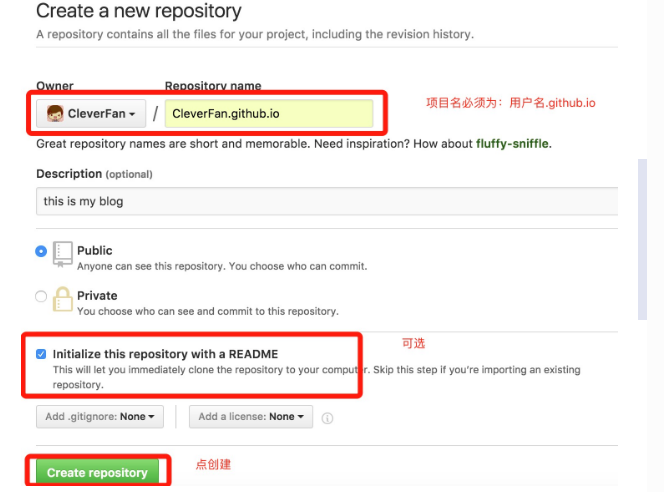 Create a new repository
A repository contains all the files for your project, including the revision history.
Owner
Repository name
CleverFan / CleverFan.github.io
项目名必须为：用户名.github.io
Great repository names are short and memorable. Need inspiration? How about fluffy-sniffle.
Description (optional)
this is my blog
Public
Anyone can see this repository. You choose who can commit.
Private
You choose who can see and commit to this repository.
可选
Initialize this repository with a README
This will let you immediately clone the repository to your computer. Skip this step if you're importing an existing
repository.
Add .gitignore: None
Add a license: None
Create repository
点创建